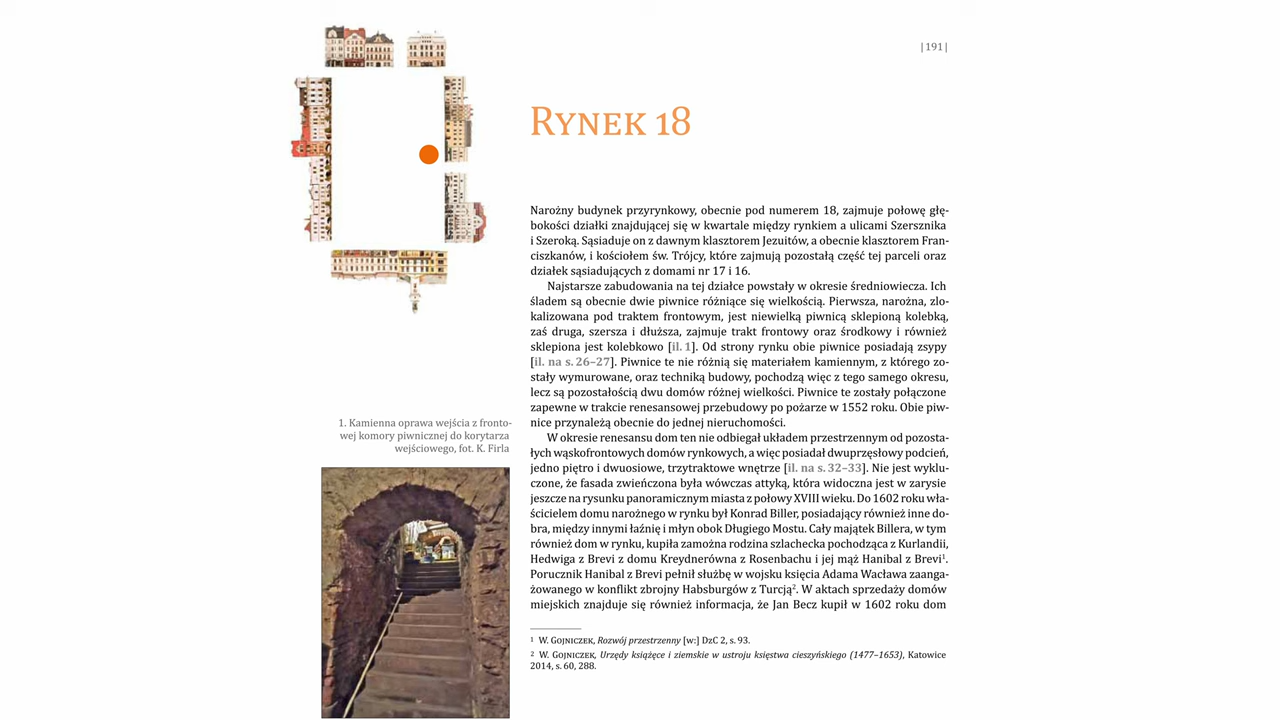 |191|
Rynek 18
Narożny budynek przyrynkowy, obecnie pod numerem 18, zajmuje połowę głę-
bokości działki znajdującej się w kwartale między rynkiem a ulicami Szersznika
i Szeroką. Sąsiaduje on z dawnym klasztorem Jezuitów, a obecnie klasztorem Fran-
ciszkanów, i kościołem św. Trójcy, które zajmują pozostałą część tej parceli oraz
działek sąsiadujących z domami nr 17 i 16.
Najstarsze zabudowania na tej działce powstały w okresie średniowiecza. Ich
śladem są obecnie dwie piwnice różniące się wielkością. Pierwsza, narożna, zlo-
kalizowana pod traktem frontowym, jest niewielką piwnicą sklepioną kolebką,
zaś druga, szersza i dłuższa, zajmuje trakt frontowy oraz środkowy i również
sklepiona jest kolebkowo [il. 1]. Od strony rynku obie piwnice posiadają zsypy
[il. na s. 26–27]. Piwnice te nie różnią się materiałem kamiennym, z którego zo-
stały wymurowane, oraz techniką budowy, pochodzą więc z tego samego okresu,
lecz są pozostałością dwu domów różnej wielkości. Piwnice te zostały połączone
zapewne w trakcie renesansowej przebudowy po pożarze w 1552 roku. Obie piw-
nice przynależą obecnie do jednej nieruchomości.
W okresie renesansu dom ten nie odbiegał układem przestrzennym od pozosta-
łych wąskofrontowych domów rynkowych, a więc posiadał dwuprzęsłowy podcień,
jedno piętro i dwuosiowe, trzytraktowe wnętrze [il. na s. 32–33]. Nie jest wyklu-
czone, że fasada zwieńczona była wówczas attyką, która widoczna jest w zarysie
jeszcze na rysunku panoramicznym miasta z połowy XVIII wieku. Do 1602 roku wła-
ścicielem domu narożnego w rynku był Konrad Biller, posiadający również inne do-
bra, między innymi łaźnię i młyn obok Długiego Mostu. Cały majątek Billera, w tym
również dom w rynku, kupiła zamożna rodzina szlachecka pochodząca z Kurlandii,
Hedwiga z Brevi z domu Kreydnerówna z Rosenbachu i jej mąż Hanibal z Brevi¹.
Porucznik Hanibal z Brevi pełnił służbę w wojsku księcia Adama Wacława zaanga-
żowanego w konflikt zbrojny Habsburgów z Turcją². W aktach sprzedaży domów
miejskich znajduje się również informacja, że Jan Becz kupił w 1602 roku dom
1. Kamienna oprawa wejścia z fronto-
wej komory piwnicznej do korytarza
wejściowego, fot. K. Firla
¹ W. Gojniczek, Rozwój przestrzenny [w:] DzC 2, s. 93.
² W. Gojniczek, Urzędy książęce i ziemskie w ustroju księstwa cieszyńskiego (1477–1653), Katowice
2014, s. 60, 288.